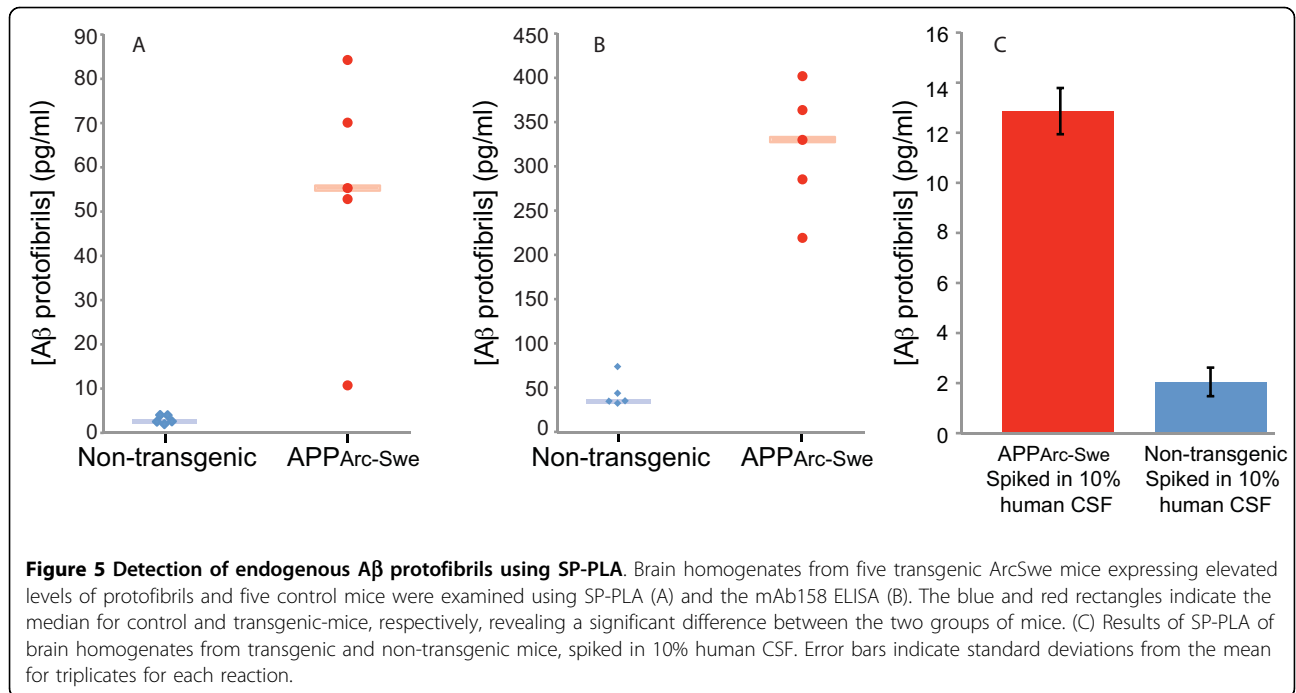 A
[Aβ protofibrils] (pg/ml)
90
80
70
60
50
40
30
20
10
0
Non-transgenic
APPArc-Swe
B
[Aβ protofibrils] (pg/ml)
450
400
350
300
250
200
150
100
50
0
Non-transgenic
APPArc-Swe
C
[Aβ protofibrils] (pg/ml)
16
14
12
10
8
6
4
2
0
APPArc-Swe
Spiked in 10%
human CSF
Non-transgenic
Spiked in 10%
human CSF
Figure 5 Detection of endogenous Aβ protofibrils using SP-PLA. Brain homogenates from five transgenic ArcSwe mice expressing elevated
levels of protofibrils and five control mice were examined using SP-PLA (A) and the mAb158 ELISA (B). The blue and red rectangles indicate the
median for control and transgenic-mice, respectively, revealing a significant difference between the two groups of mice. (C) Results of SP-PLA of
brain homogenates from transgenic and non-transgenic mice, spiked in 10% human CSF. Error bars indicate standard deviations from the mean
for triplicates for each reaction.